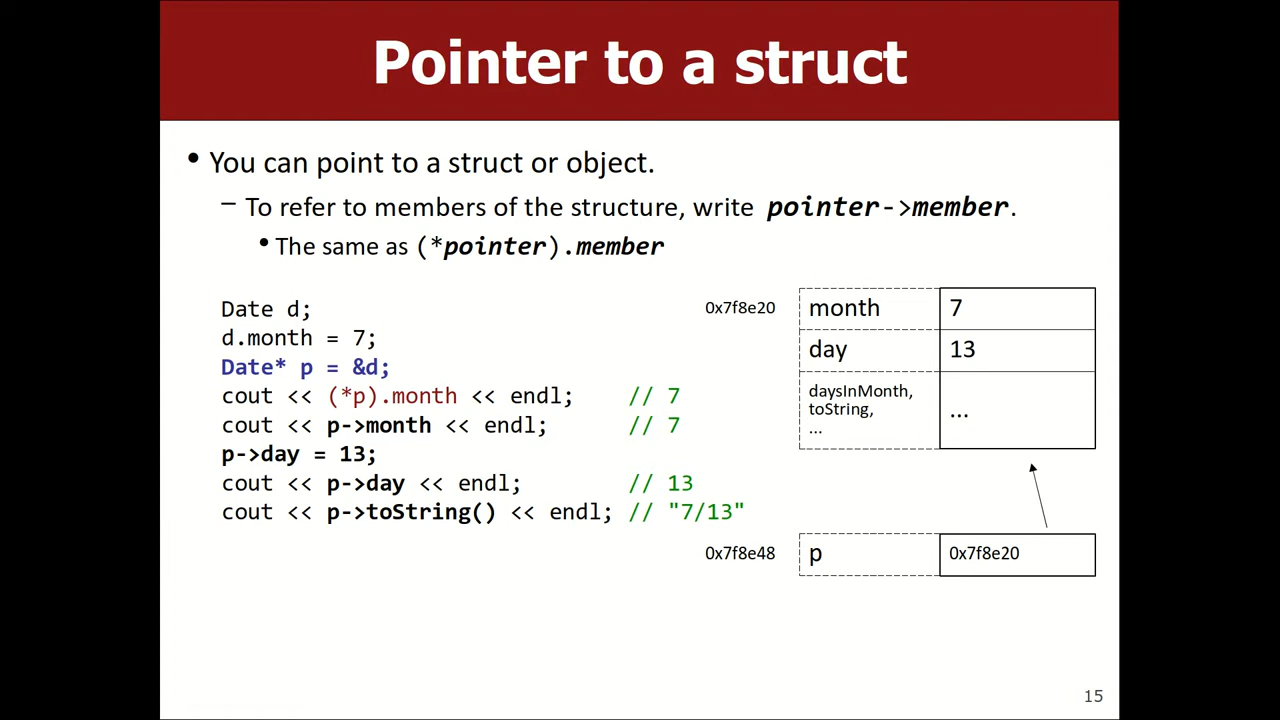 Pointer to a struct
• You can point to a struct or object.
– To refer to members of the structure, write pointer->member.
• The same as (*pointer).member
Date d;
d.month = 7;
Date* p = &d;
cout << (*p).month << endl; // 7
cout << p->month << endl; // 7
p->day = 13;
cout << p->day << endl; // 13
cout << p->toString() << endl; // "7/13"
0x7f8e20 month 7
day 13
daysInMonth,
toString,
... ...
0x7f8e48 p 0x7f8e20
15